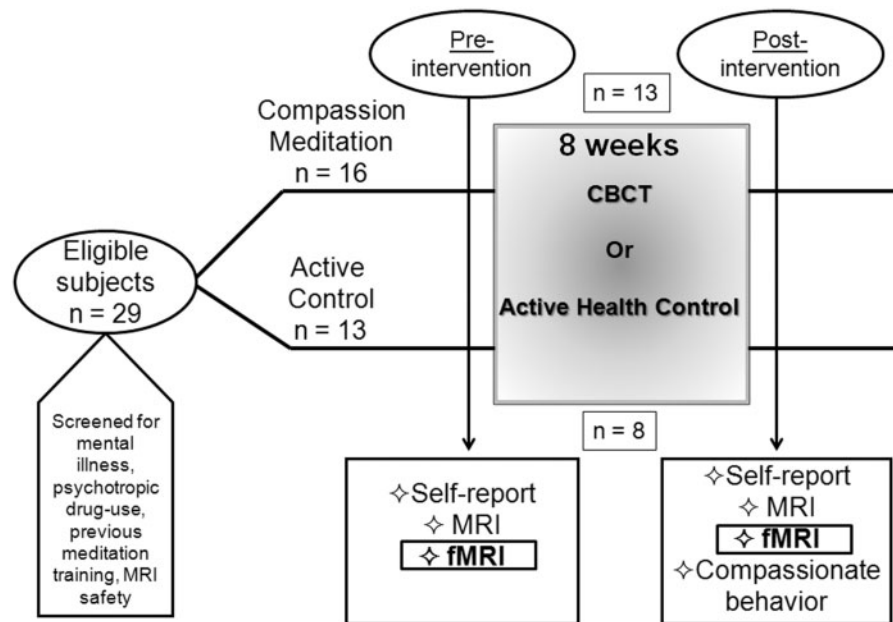 Pre-
intervention
Post-
intervention
n = 13
Compassion
Meditation
n = 16
8 weeks
CBCT
Or
Active Health Control
Eligible
subjects
n = 29
Active
Control
n = 13
n = 8
Screened for
mental
illness,
psychotropic
drug-use,
previous
meditation
training, MRI
safety
✧Self-report
✧ MRI
✧ fMRI
✧Self-report
✧ MRI
✧ fMRI
✧Compassionate
behavior